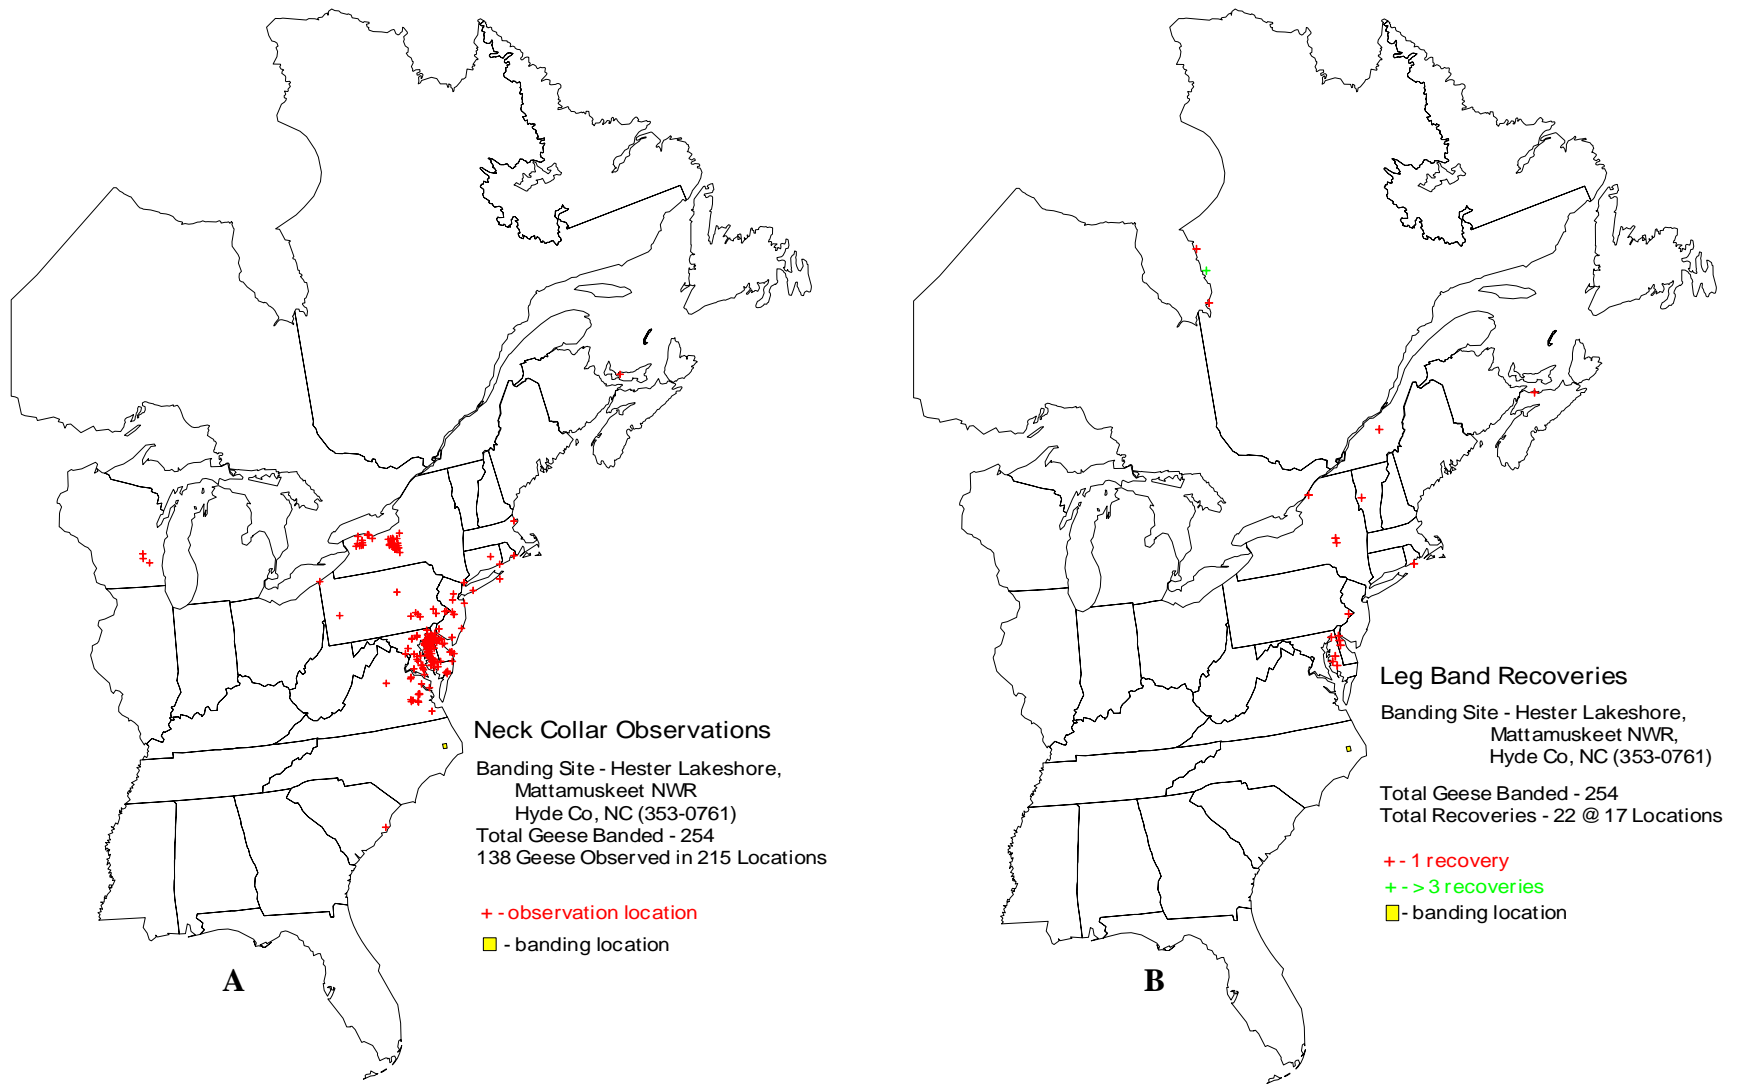 Neck Collar Observations
Banding Site - Hester Lakeshore,
Mattamuskeet NWR
Hyde Co, NC (353-0761)
Total Geese Banded - 254
138 Geese Observed in 215 Locations
+ - observation location
- banding location
A
Leg Band Recoveries
Banding Site - Hester Lakeshore,
Mattamuskeet NWR,
Hyde Co, NC (353-0761)
Total Geese Banded - 254
Total Recoveries - 22 @ 17 Locations
+ - 1 recovery
+ - > 3 recoveries
- banding location
B